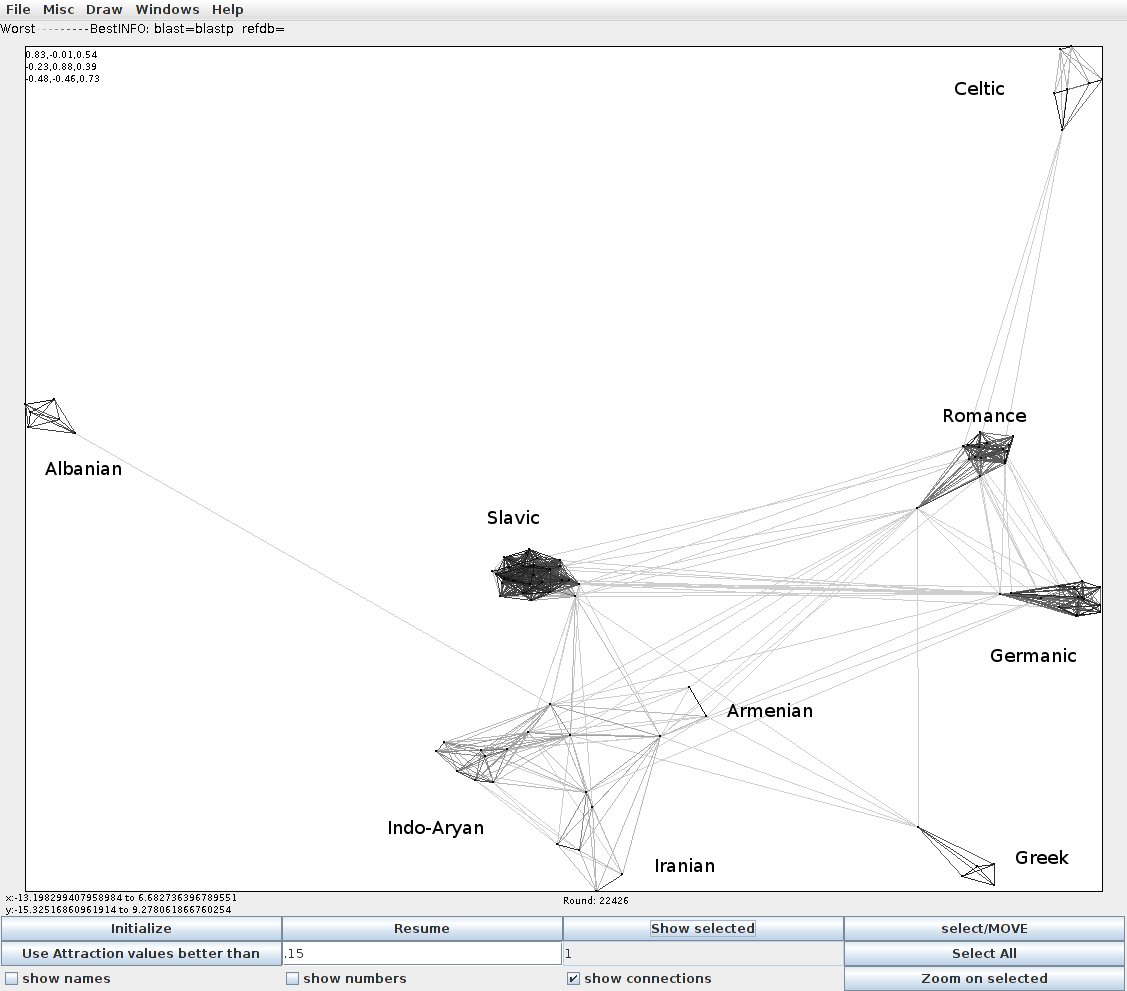 File Misc Draw Windows Help
Worst---------BestINFO: blast=blastp refdb=
0.83,-0.01,0.54
-0.23,0.88,0.39
-0.48,-0.46,0.73
Celtic
Romance
Albanian
Slavic
Germanic
Armenian
Indo-Aryan
Iranian
Greek
x:-13.198299407958984 to 6.682736396789551
y:-15.32516860961914 to 9.278061866760254
Round: 22426
Initialize Resume Show selected select/MOVE
Use Attraction values better than .15 1 Select All
show names show numbers show connections Zoom on selected